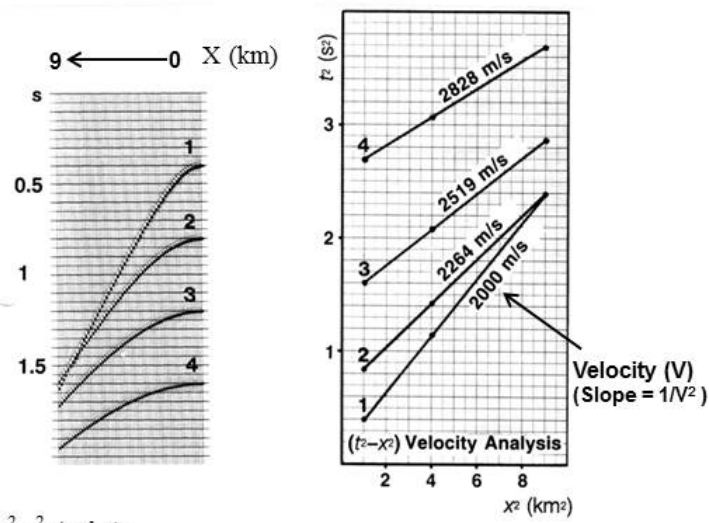 9 0 X (km)
s
1
0.5
2
1
3
1.5
4
t² (s²)
3
2
1
4
2828 m/s
3
2519 m/s
2
2264 m/s
1
2000 m/s
(t²–x²) Velocity Analysis
2 4 6 8
x² (km²)
Velocity (V)
(Slope = 1/V²)